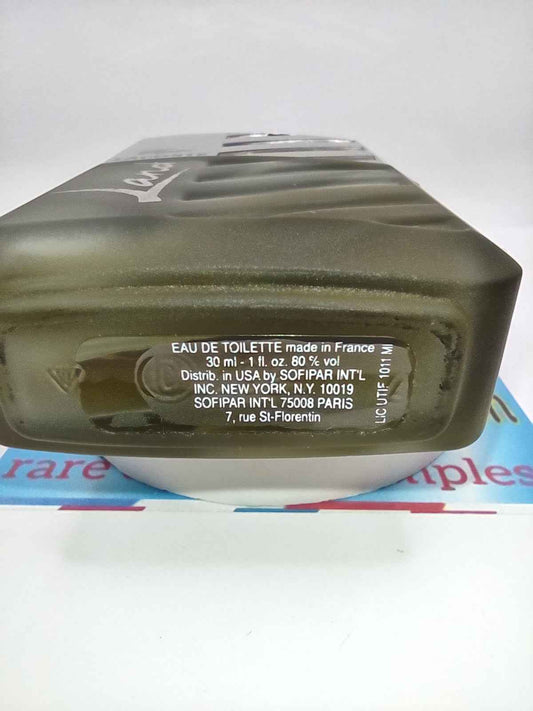 Lana
EAU DE TOILETTE made in France
30 ml - 1 fl. oz. 80 % vol
Distrib. in USA by SOFIPAR INT'L
INC. NEW YORK, N.Y. 10019
SOFIPAR INT'L 75008 PARIS
7, rue St-Florentin
LIC UTIF 1011 MI
rare